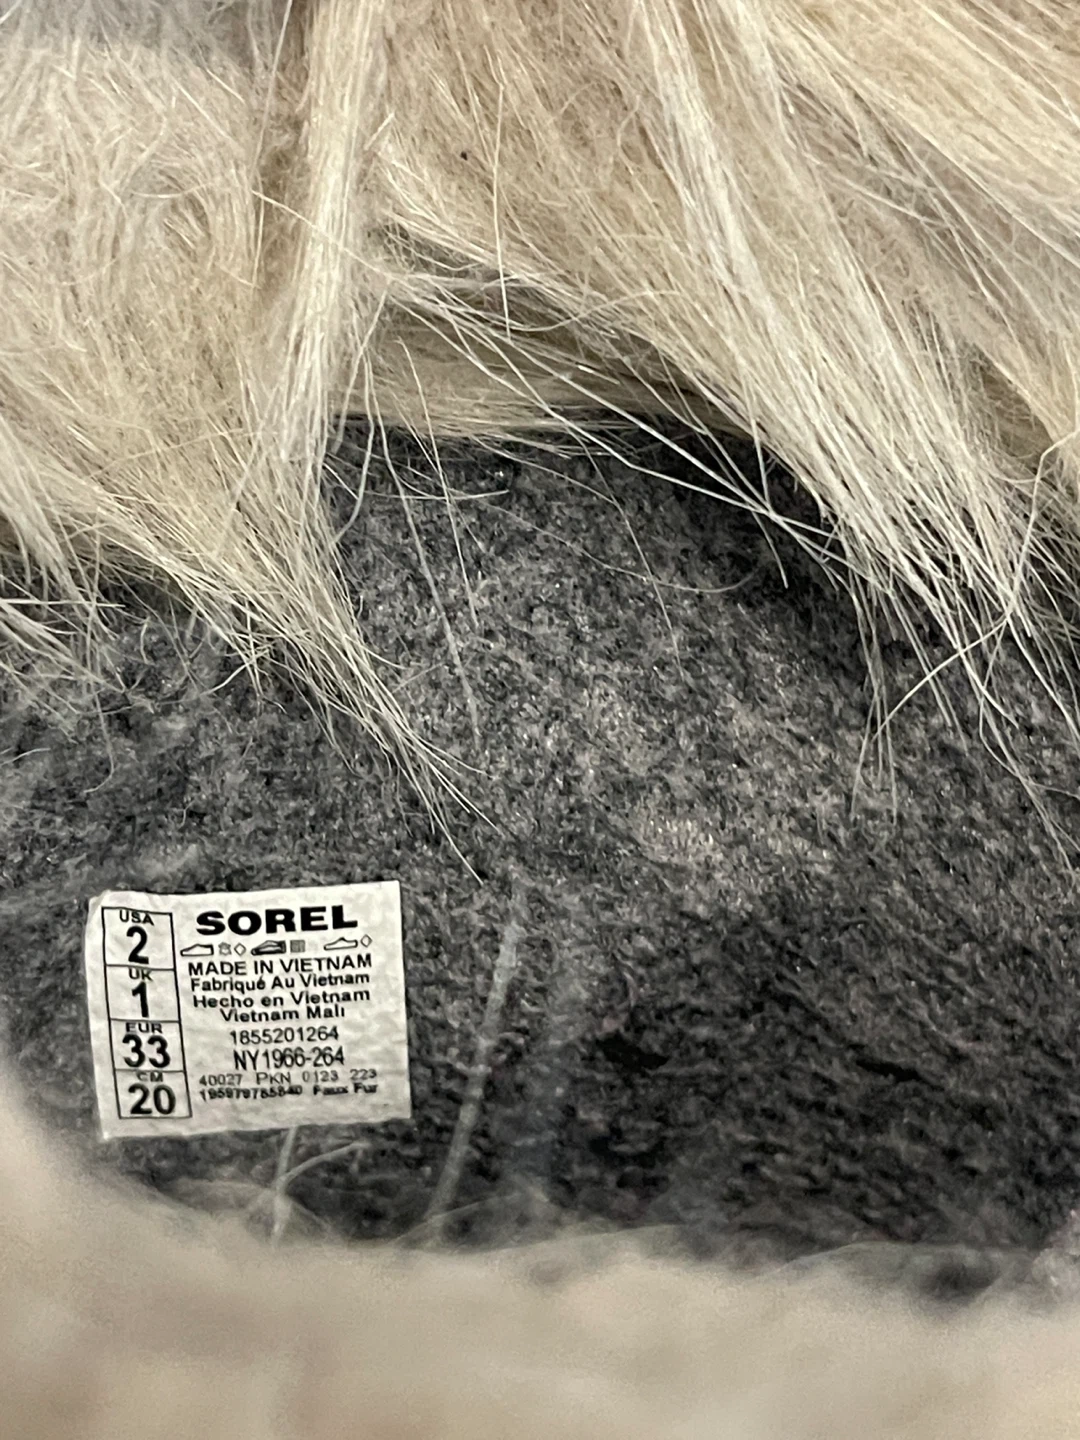 USA
2
UK
1
EUR
33
CM
20
SOREL
MADE IN VIETNAM
Fabriqué Au Vietnam
Hecho en Vietnam
Vietnam Malı
1855201264
NY1966-264
40027 PKN 0123 223
195979765840 Faux Fur